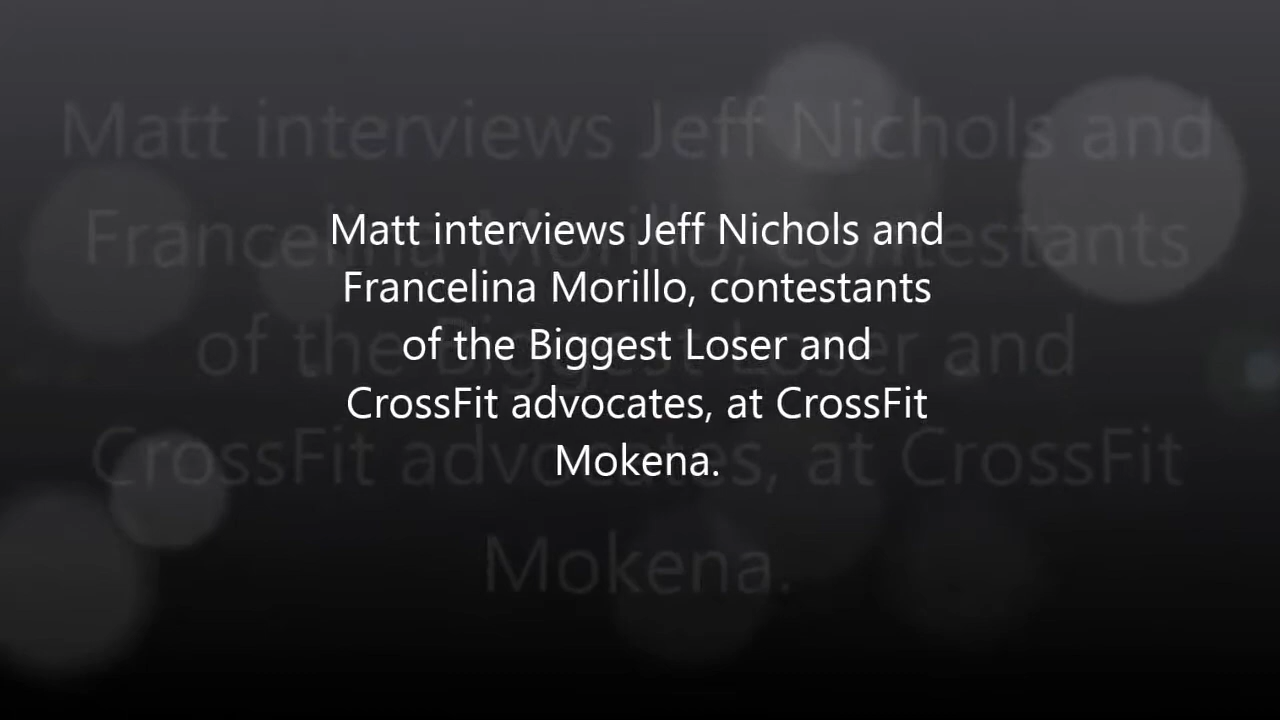 Matt interviews Jeff Nichols and
Francelina Morillo, contestants
of the Biggest Loser and
CrossFit advocates, at CrossFit
Mokena.